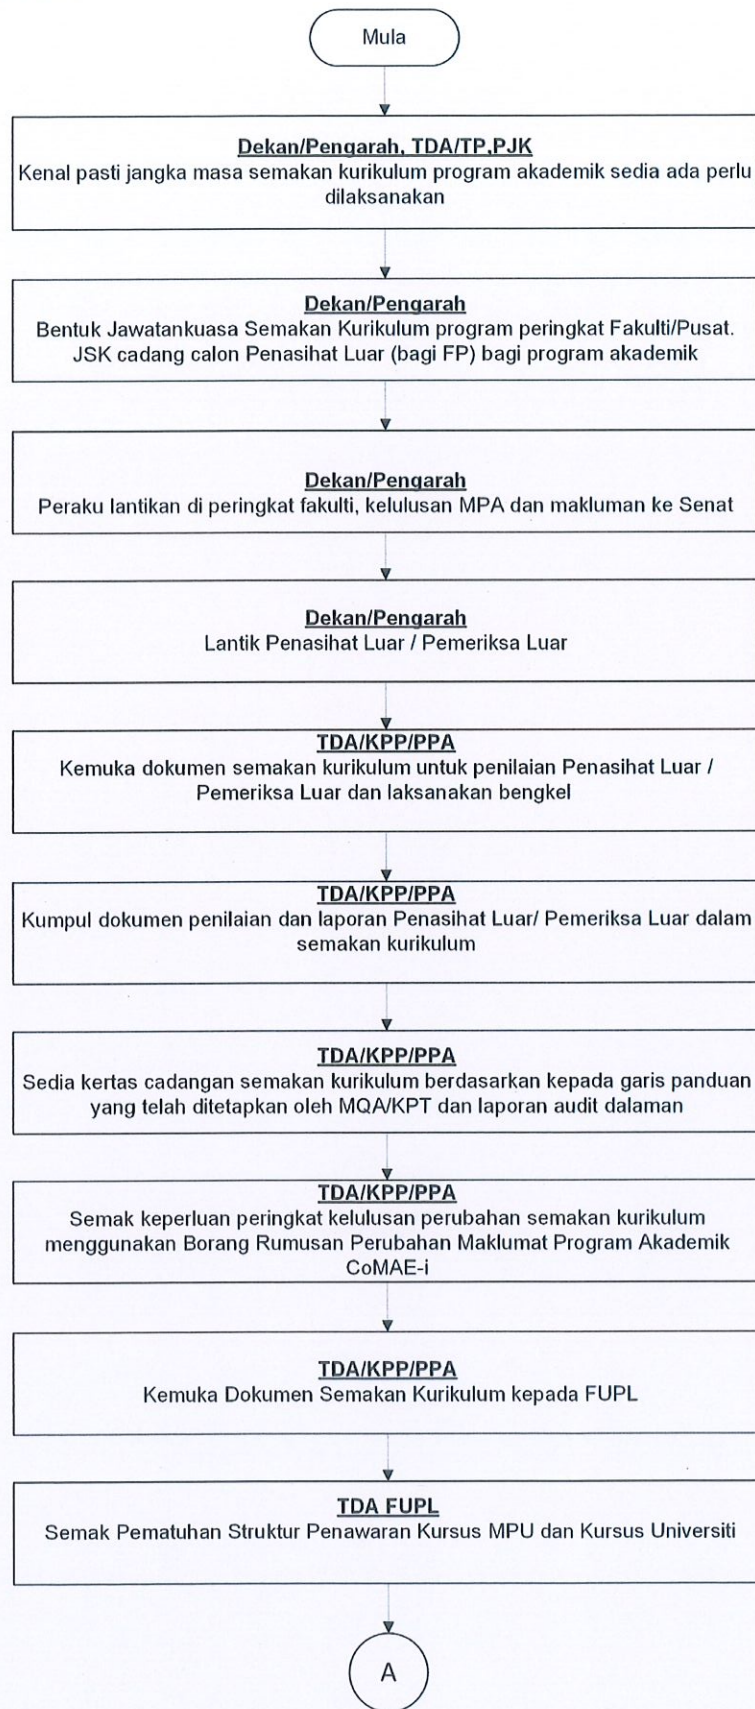 Mula
Dekan/Pengarah, TDA/TP,PJK
Kenal pasti jangka masa semakan kurikulum program akademik sedia ada perlu
dilaksanakan
Dekan/Pengarah
Bentuk Jawatankuasa Semakan Kurikulum program peringkat Fakulti/Pusat.
JSK cadang calon Penasihat Luar (bagi FP) bagi program akademik
Dekan/Pengarah
Peraku lantikan di peringkat fakulti, kelulusan MPA dan makluman ke Senat
Dekan/Pengarah
Lantik Penasihat Luar / Pemeriksa Luar
TDA/KPP/PPA
Kemuka dokumen semakan kurikulum untuk penilaian Penasihat Luar /
Pemeriksa Luar dan laksanakan bengkel
TDA/KPP/PPA
Kumpul dokumen penilaian dan laporan Penasihat Luar/ Pemeriksa Luar dalam
semakan kurikulum
TDA/KPP/PPA
Sedia kertas cadangan semakan kurikulum berdasarkan kepada garis panduan
yang telah ditetapkan oleh MQA/KPT dan laporan audit dalaman
TDA/KPP/PPA
Semak keperluan peringkat kelulusan perubahan semakan kurikulum
menggunakan Borang Rumusan Perubahan Maklumat Program Akademik
CoMAE-i
TDA/KPP/PPA
Kemuka Dokumen Semakan Kurikulum kepada FUPL
TDA FUPL
Semak Pematuhan Struktur Penawaran Kursus MPU dan Kursus Universiti
A